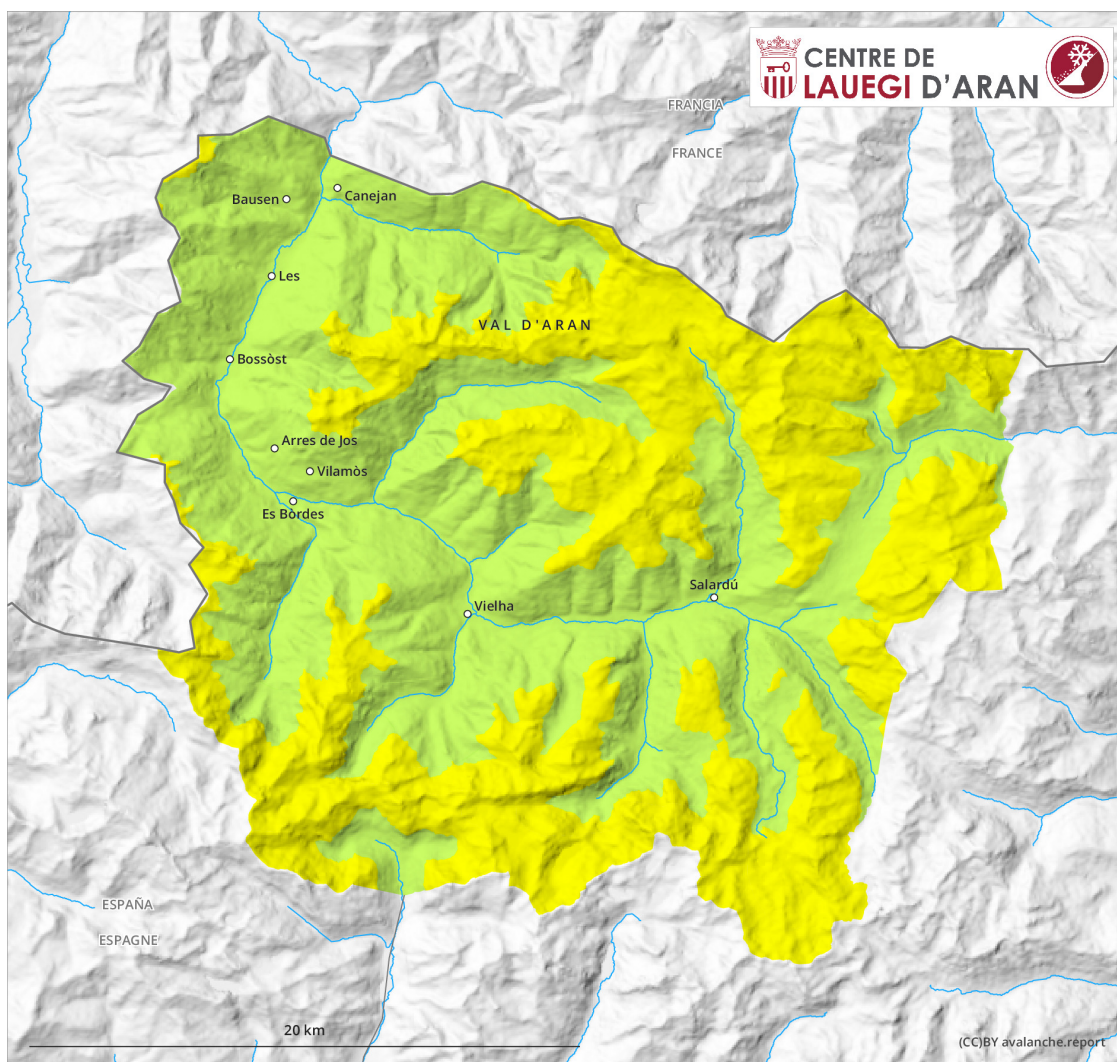 CENTRE DE
LAUEGI D'ARAN
FRANCIA
FRANCE
Bausen
Canejan
Les
VAL D'ARAN
Bossòst
Arres de Jos
Vilamòs
Es Bòrdes
Salardú
Vielha
ESPAÑA
ESPAGNE
20 km
(CC)BY avalanche.report